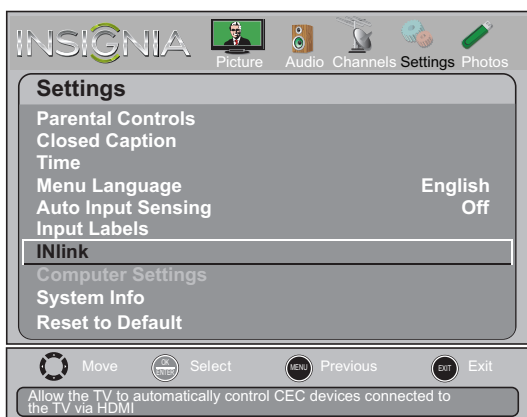 INSIGNIA
Picture Audio Channels Settings Photos
Settings
Parental Controls
Closed Caption
Time
Menu Language English
Auto Input Sensing Off
Input Labels
INlink
Computer Settings
System Info
Reset to Default
Move OK ENTER Select MENU Previous EXIT Exit
Allow the TV to automatically control CEC devices connected to
the TV via HDMI